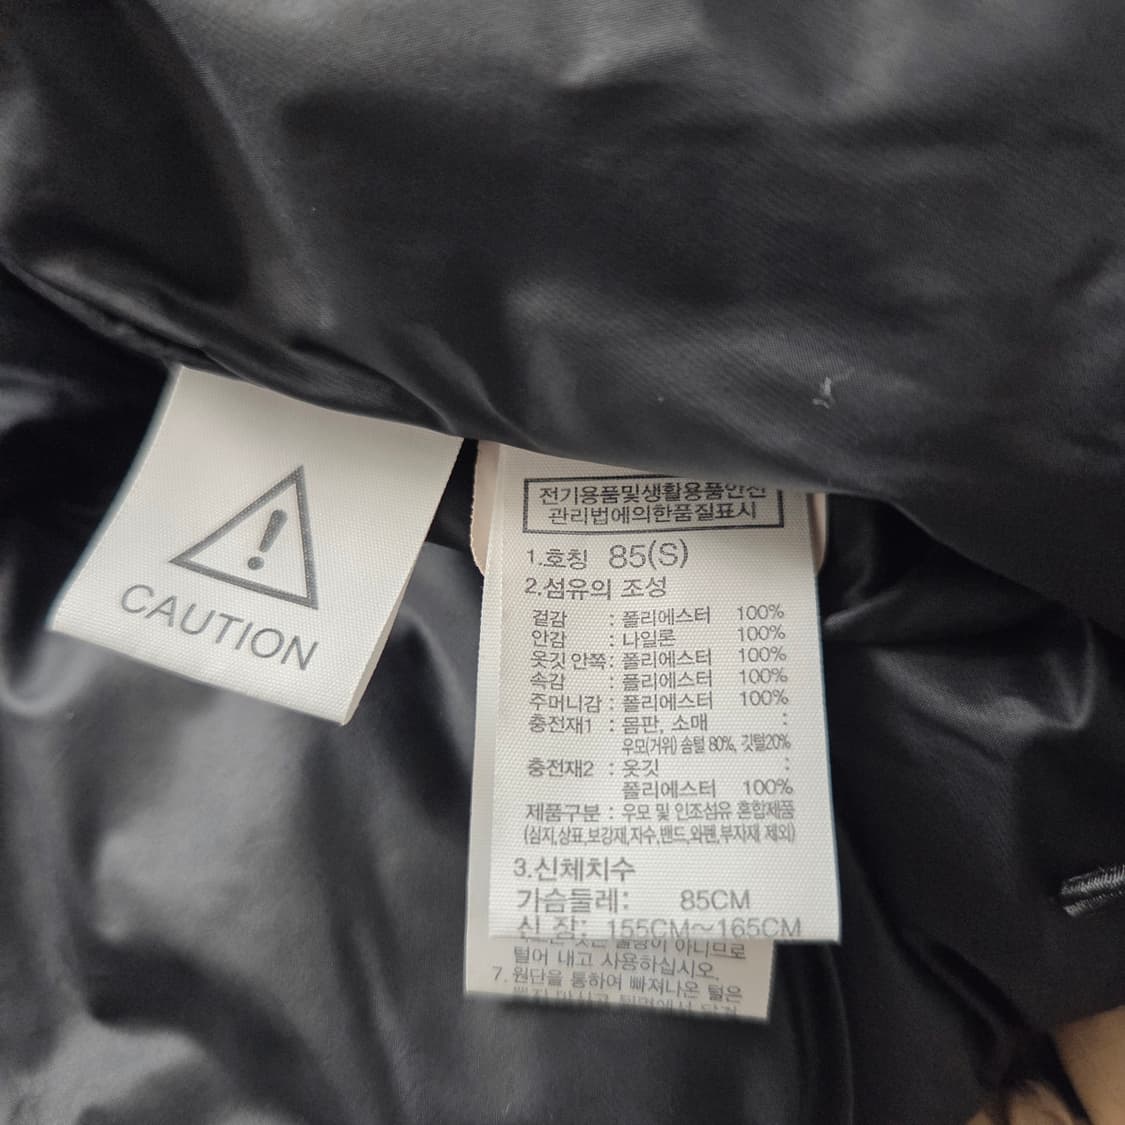 CAUTION
전기용품및생활용품안전
관리법에의한품질표시
1.호칭 85(S)
2.섬유의 조성
겉감 : 폴리에스터 100%
안감 : 나일론 100%
옷깃 안쪽 : 폴리에스터 100%
속감 : 폴리에스터 100%
주머니감 : 폴리에스터 100%
충전재1 : 몸판, 소매 :
우모(거위) 솜털 80%, 깃털20%
충전재2 : 옷깃 :
폴리에스터 100%
제품구분 : 우모 및 인조섬유 혼합제품
(심지,상표,보강재,자수,밴드,와펜,부자재 제외)
3.신체치수
가슴둘레: 85CM
신 장: 155CM~165CM
아니므로
털어 내고 사용하십시오.
7. 원단을 통하여 빠져나온 털은